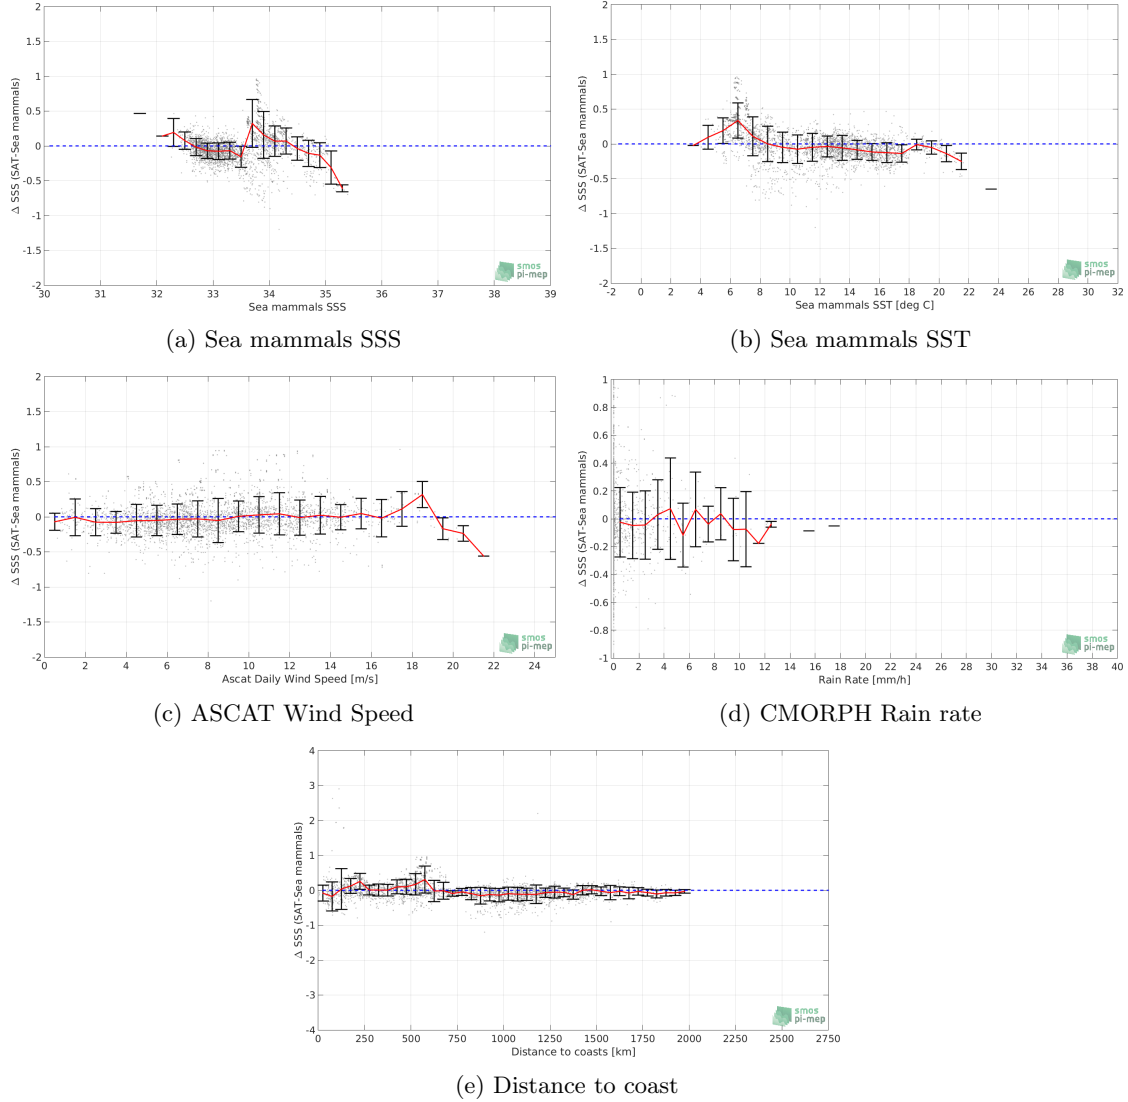 2
1.5
1
0.5
0
-0.5
-1
-1.5
-2
Δ SSS (SAT-Sea mammals)
30 31 32 33 34 35 36 37 38 39
Sea mammals SSS
smos
pi-mep
(a) Sea mammals SSS
2
1.5
1
0.5
0
-0.5
-1
-1.5
-2
Δ SSS (SAT-Sea mammals)
-2 0 2 4 6 8 10 12 14 16 18 20 22 24 26 28 30 32
Sea mammals SST [deg C]
smos
pi-mep
(b) Sea mammals SST
2
1.5
1
0.5
0
-0.5
-1
-1.5
-2
Δ SSS (SAT-Sea mammals)
0 2 4 6 8 10 12 14 16 18 20 22 24
Ascat Daily Wind Speed [m/s]
smos
pi-mep
(c) ASCAT Wind Speed
1
0.8
0.6
0.4
0.2
0
-0.2
-0.4
-0.6
-0.8
-1
Δ SSS (SAT-Sea mammals)
0 2 4 6 8 10 12 14 16 18 20 22 24 26 28 30 32 34 36 38 40
Rain Rate [mm/h]
smos
pi-mep
(d) CMORPH Rain rate
4
3
2
1
0
-1
-2
-3
-4
Δ SSS (SAT-Sea mammals)
0 250 500 750 1000 1250 1500 1750 2000 2250 2500 2750
Distance to coasts [km]
smos
pi-mep
(e) Distance to coast